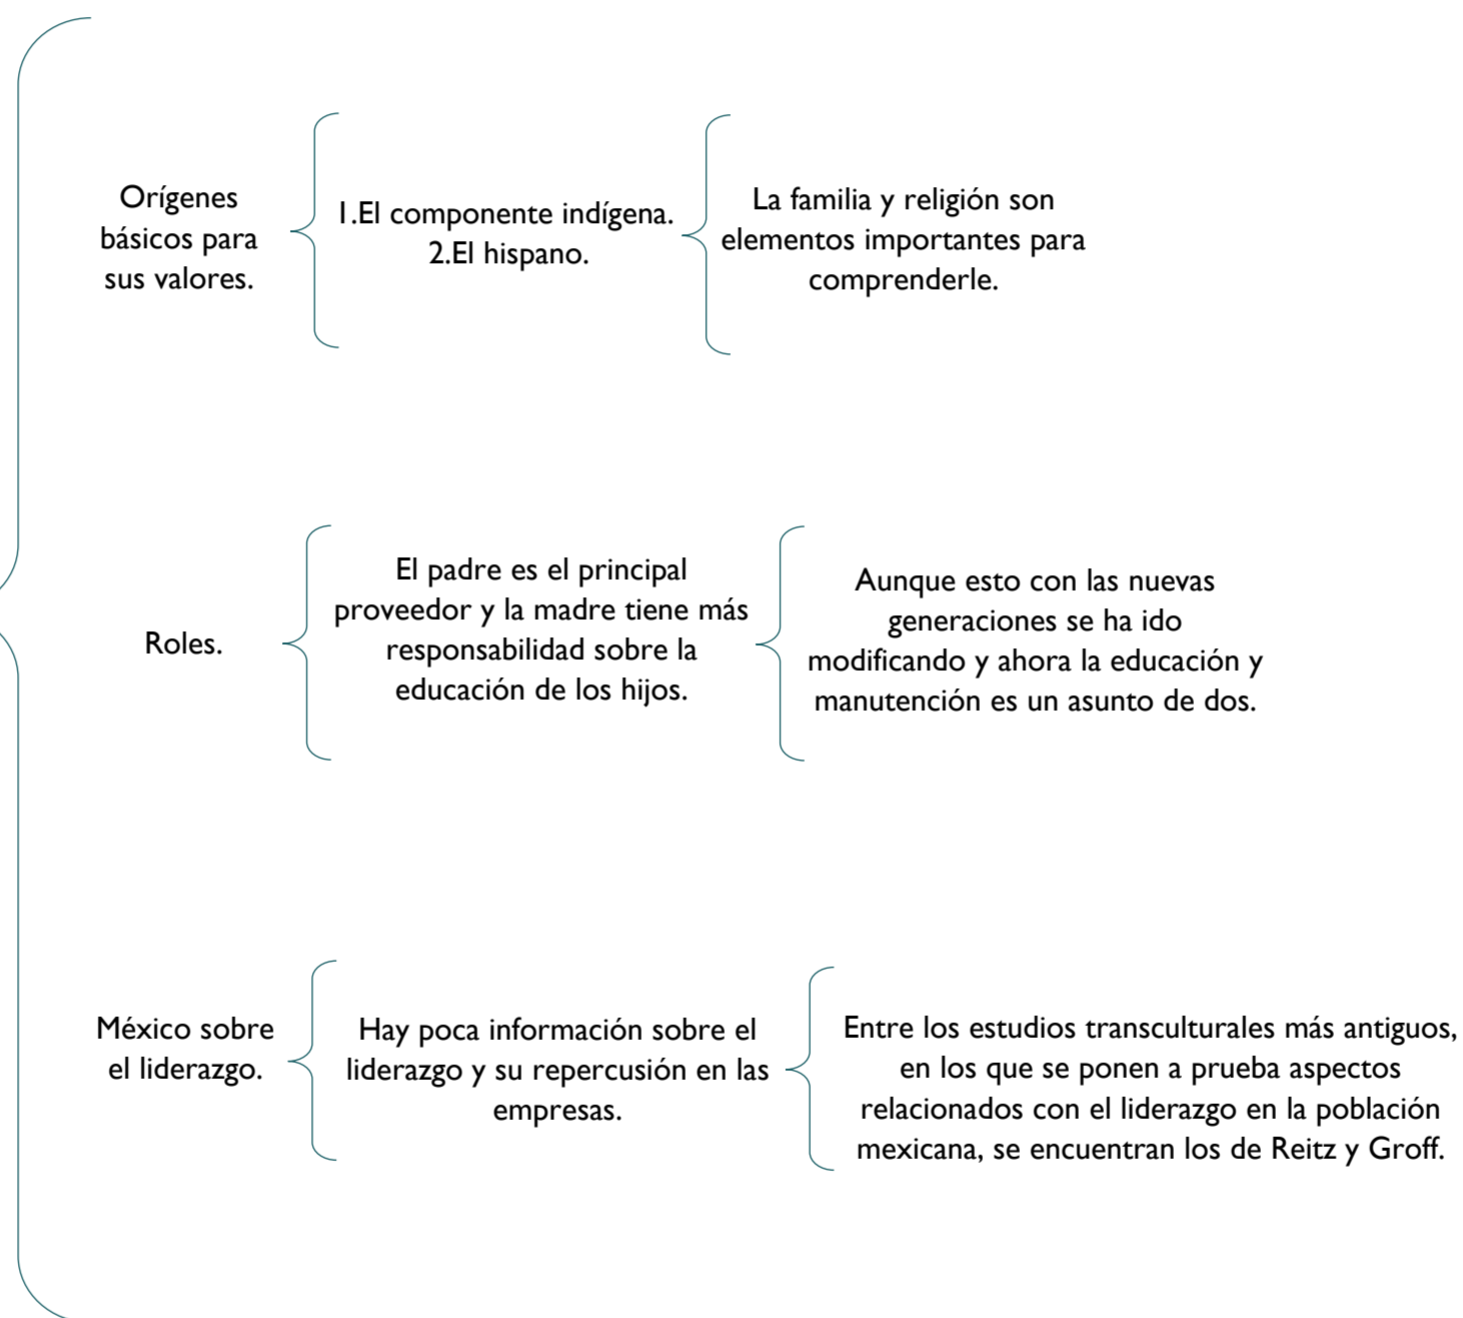 Orígenes
básicos para
sus valores.
1.El componente indígena.
2.El hispano.
La familia y religión son
elementos importantes para
comprenderle.
Roles.
El padre es el principal
proveedor y la madre tiene más
responsabilidad sobre la
educación de los hijos.
Aunque esto con las nuevas
generaciones se ha ido
modificando y ahora la educación y
manutención es un asunto de dos.
México sobre
el liderazgo.
Hay poca información sobre el
liderazgo y su repercusión en las
empresas.
Entre los estudios transculturales más antiguos,
en los que se ponen a prueba aspectos
relacionados con el liderazgo en la población
mexicana, se encuentran los de Reitz y Groff.